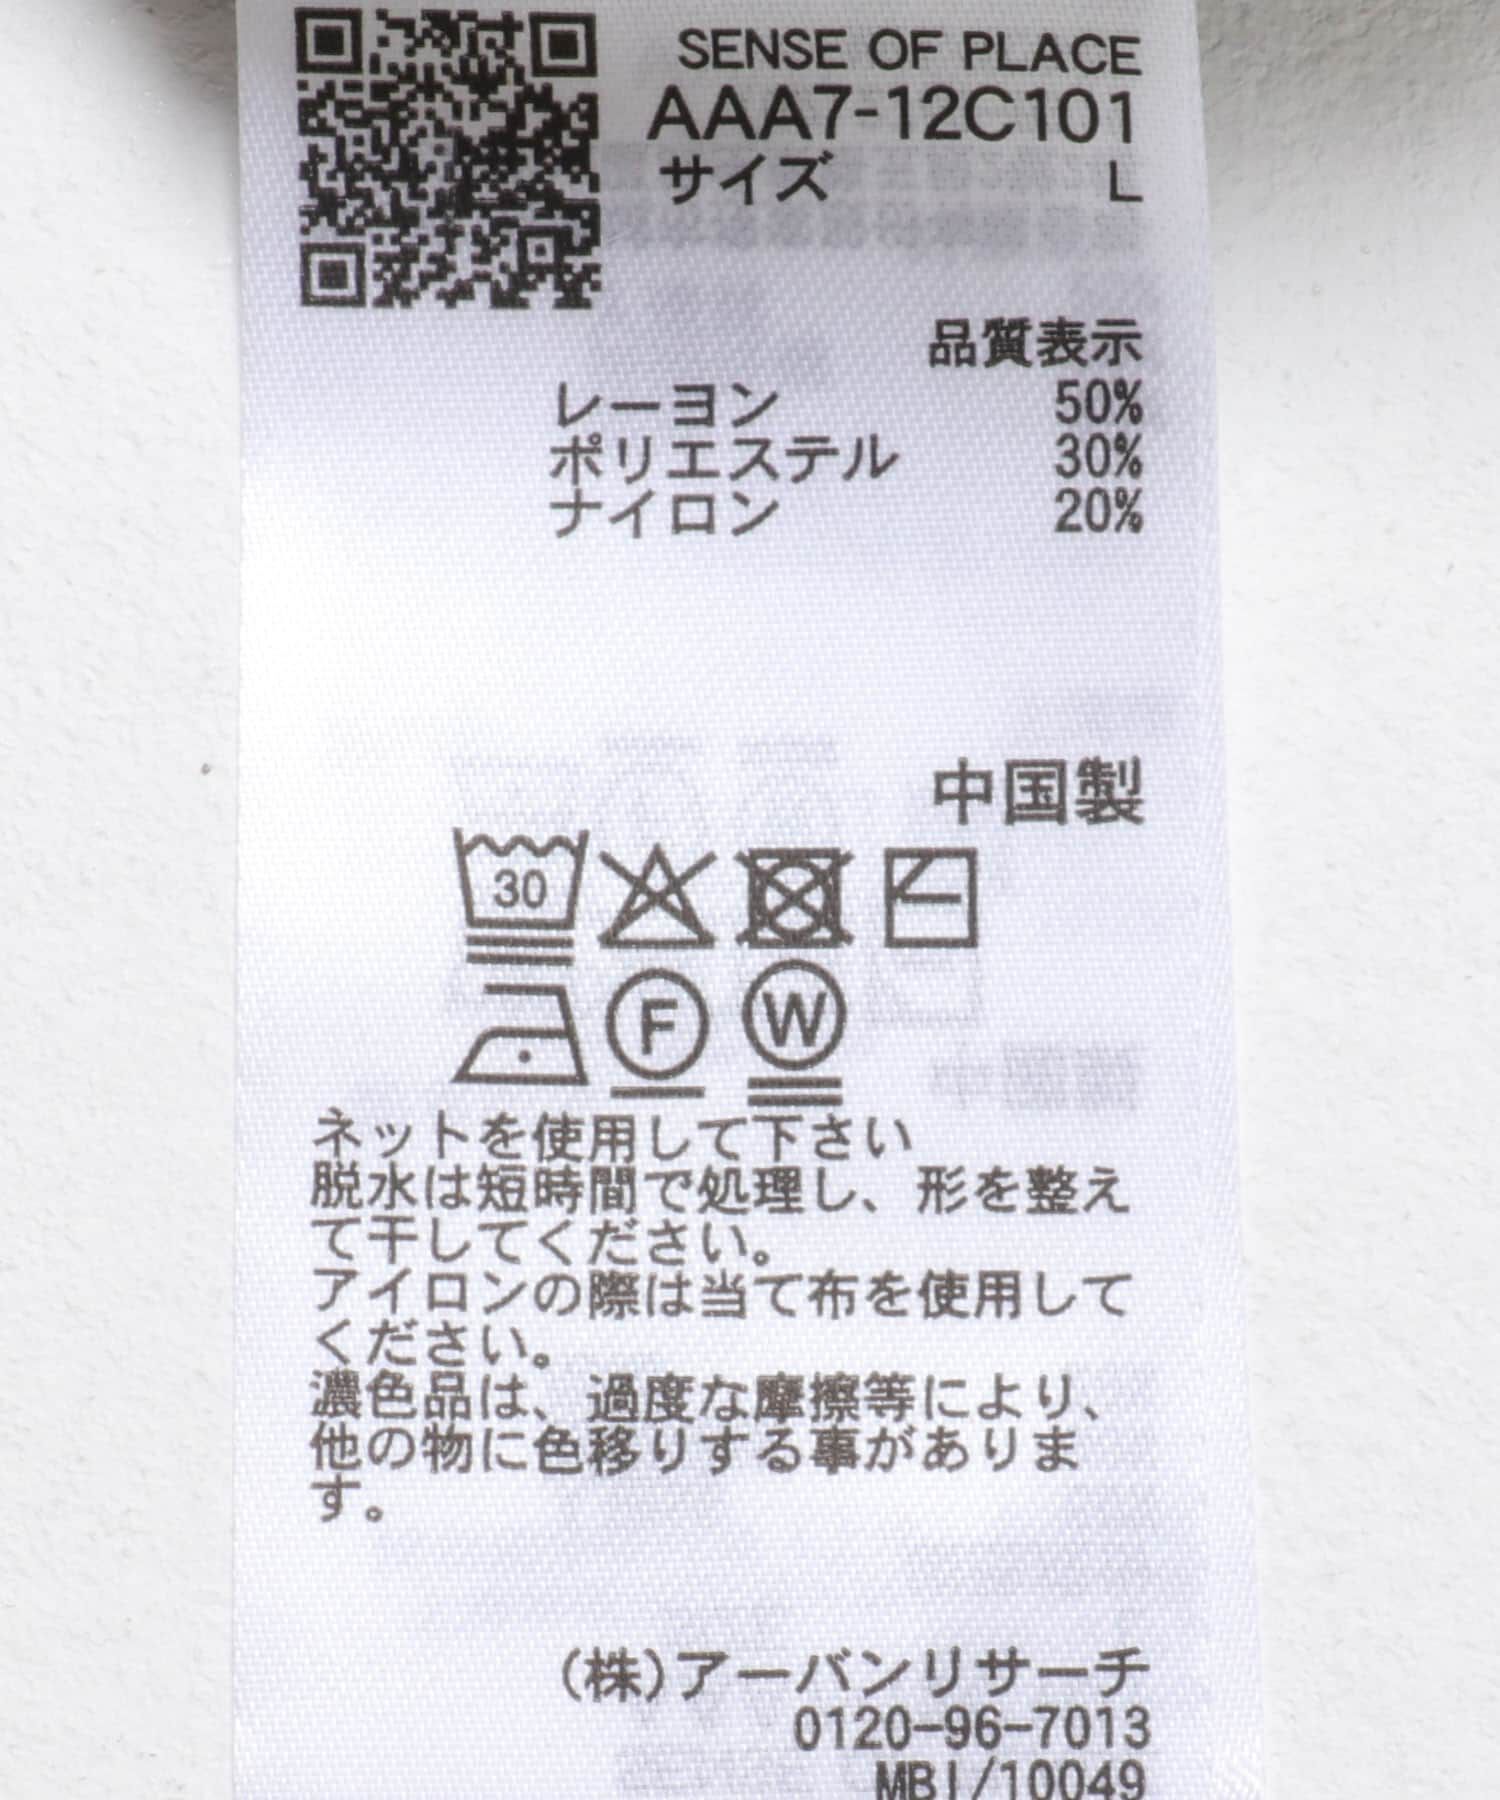 SENSE OF PLACE
AAA7-12C101
サイズ L
品質表示
レーヨン 50%
ポリエステル 30%
ナイロン 20%
中国製
30
F W
ネットを使用して下さい
脱水は短時間で処理し、形を整え
て干してください。
アイロンの際は当て布を使用して
ください。
濃色品は、過度な摩擦等により、
他の物に色移りする事がありま
す。
(株)アーバンリサーチ
0120-96-7013
MBI/10049